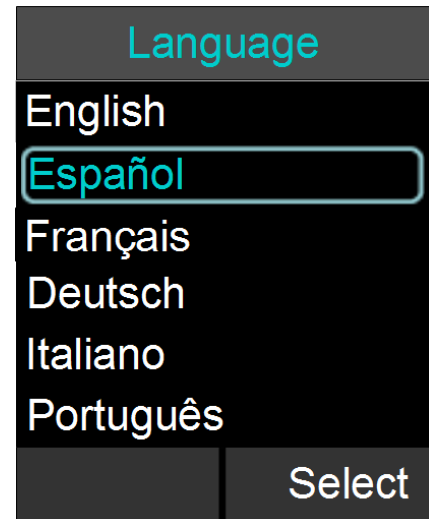 Language
English
Español
Français
Deutsch
Italiano
Português
Select